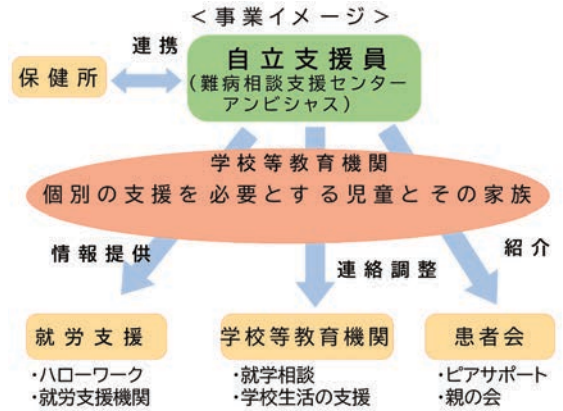 ＜事業イメージ＞
連携
自立支援員
保健所
(難病相談支援センター
アンビシャス)
学校等教育機関
個別の支援を必要とする児童とその家族
情報提供
連絡調整
紹介
就労支援
学校等教育機関
患者会
・ハローワーク
・就労支援機関
・就学相談
・学校生活の支援
・ピアサポート
・親の会